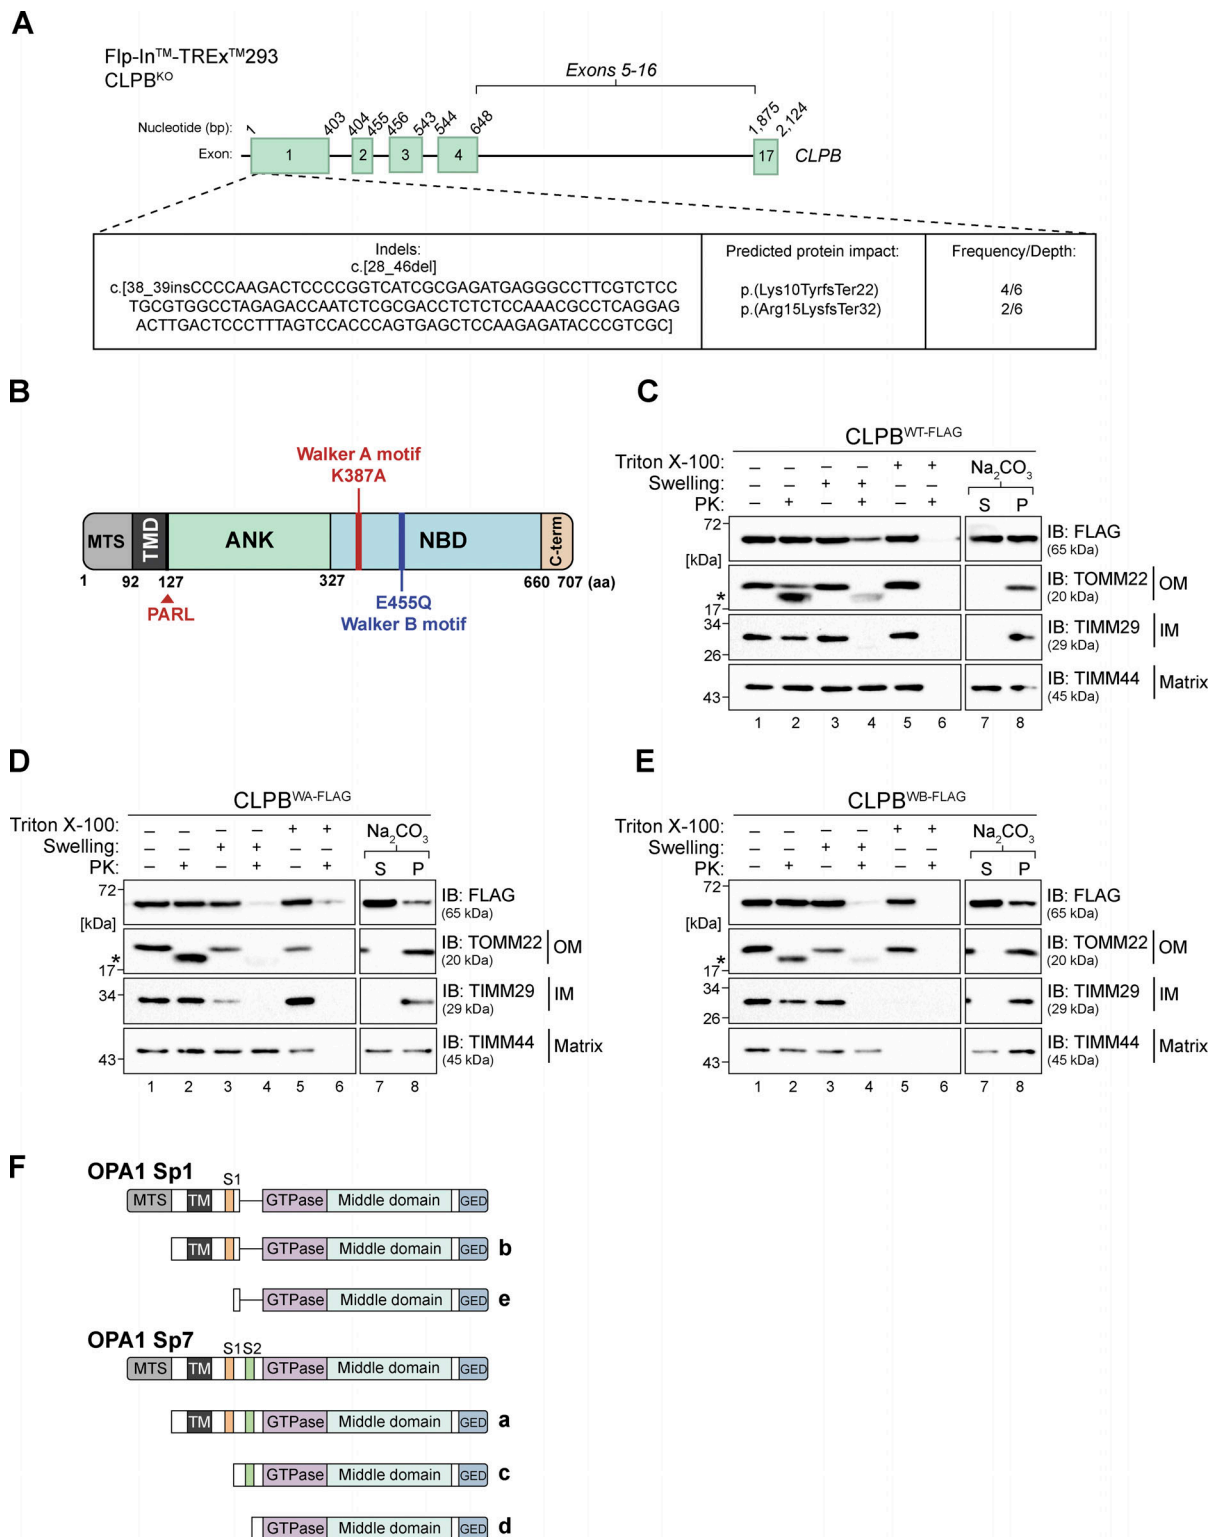 A
Flp-In™-TREx™293
CLPBKO
Exons 5-16
Nucleotide (bp): 1 403 404 455 456 543 544 648 1,875 2,124
Exon: 1 2 3 4 17 CLPB
Indels: Predicted protein impact: Frequency/Depth:
c.[28_46del]
c.[38_39insCCCCAAGACTCCCCGGTCATCGCGAGATGAGGGCCTTCGTCTCC p.(Lys10TyrfsTer22) 4/6
TGCGTGGCCTAGAGACCAATCTCGCGACCTCTCTCCAAACGCCTCAGGAG p.(Arg15LysfsTer32) 2/6
ACTTGACTCCCTTTAGTCCACCCAGTGAGCTCCAAGAGATACCCGTCGC]
B
Walker A motif
K387A
MTS TMD ANK NBD C-term
1 92 127 327 660 707 (aa)
PARL
E455Q
Walker B motif
C
CLPBWT-FLAG
Triton X-100: – – – – + + Na2CO3
Swelling: – – + + – –
PK: – + – + – + S P
72
[kDa]
IB: FLAG
(65 kDa)
* 17
IB: TOMM22
(20 kDa)
OM
34
26
IB: TIMM29
(29 kDa)
IM
43
IB: TIMM44
(45 kDa)
Matrix
1 2 3 4 5 6 7 8
D
CLPBWA-FLAG
Triton X-100: – – – – + + Na2CO3
Swelling: – – + + – –
PK: – + – + – + S P
72
[kDa]
IB: FLAG
(65 kDa)
* 17
IB: TOMM22
(20 kDa)
OM
34
IB: TIMM29
(29 kDa)
IM
43
IB: TIMM44
(45 kDa)
Matrix
1 2 3 4 5 6 7 8
E
CLPBWB-FLAG
Triton X-100: – – – – + + Na2CO3
Swelling: – – + + – –
PK: – + – + – + S P
72
[kDa]
IB: FLAG
(65 kDa)
* 17
IB: TOMM22
(20 kDa)
OM
34
26
IB: TIMM29
(29 kDa)
IM
43
IB: TIMM44
(45 kDa)
Matrix
1 2 3 4 5 6 7 8
F
OPA1 Sp1
S1
MTS TM GTPase Middle domain GED
TM GTPase Middle domain GED b
GTPase Middle domain GED e
OPA1 Sp7
S1 S2
MTS TM GTPase Middle domain GED
TM GTPase Middle domain GED a
GTPase Middle domain GED c
GTPase Middle domain GED d